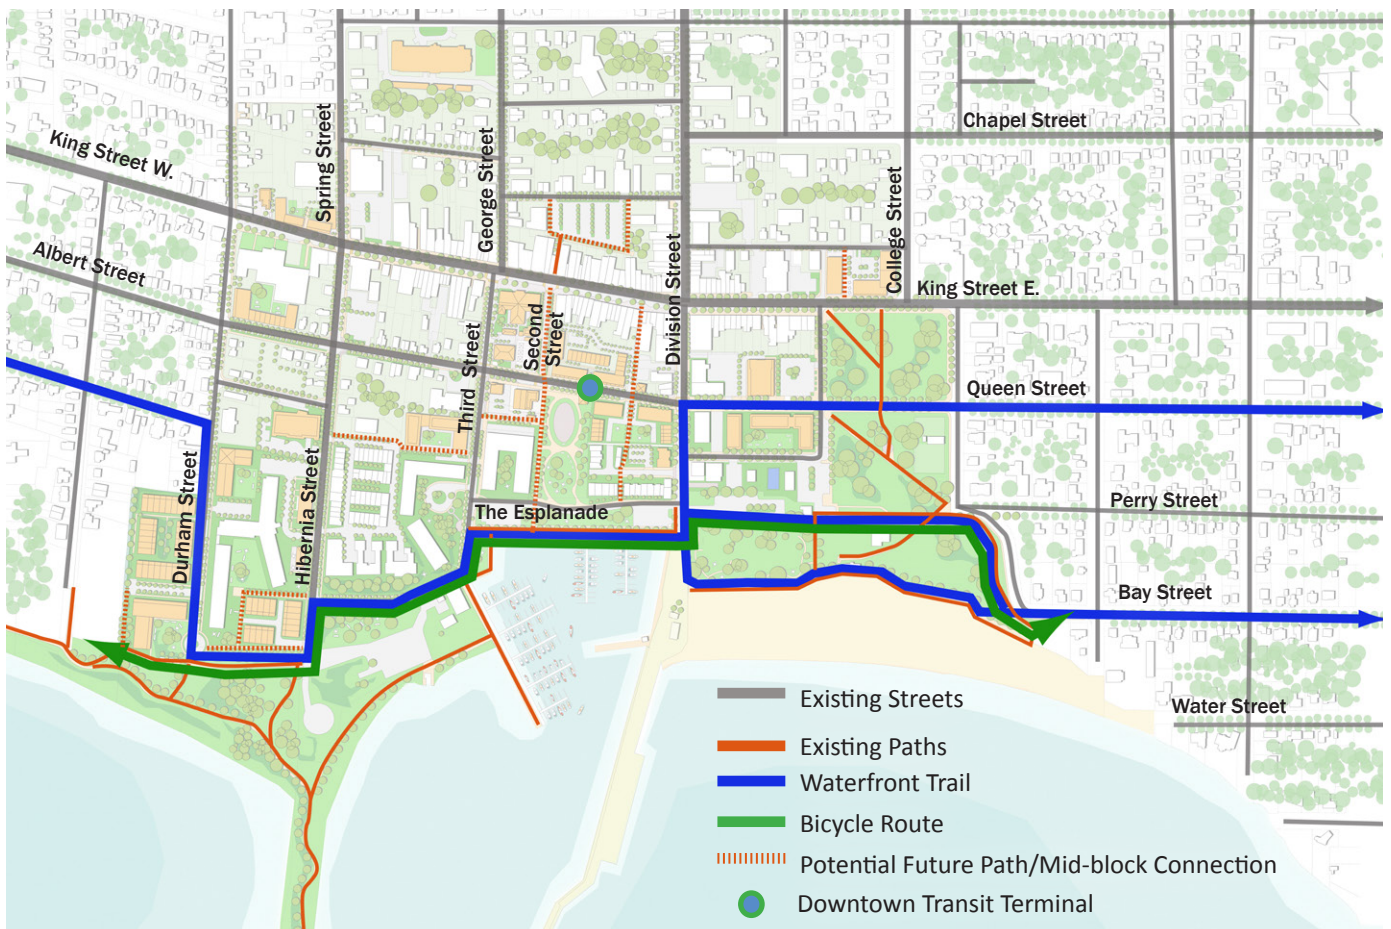 Chapel Street
King Street W.
Spring Street
George Street
College Street
Albert Street
Division Street
King Street E.
Second
Street
Third Street
Queen Street
Durham Street
Hibernia Street
The Esplanade
Perry Street
Bay Street
Water Street
Existing Streets
Existing Paths
Waterfront Trail
Bicycle Route
Potential Future Path/Mid-block Connection
Downtown Transit Terminal